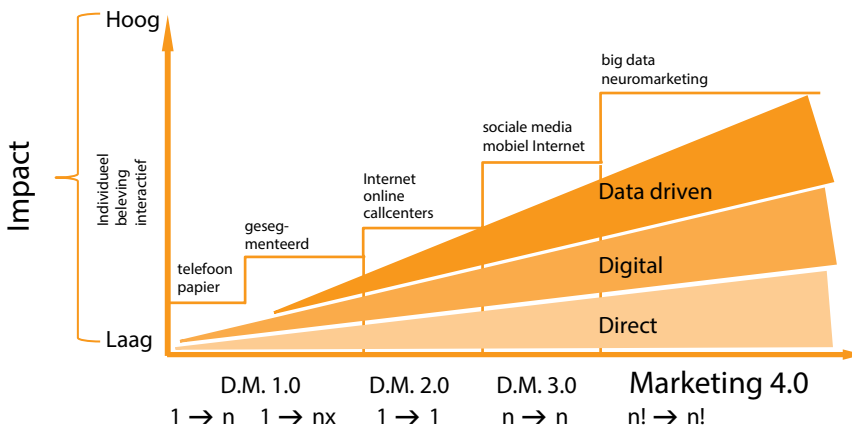 Hoog
Impact
Individueel
beleving
interactief
Laag
telefoon
papier
geseg-
menteerd
Internet
online
callcenters
sociale media
mobiel Internet
big data
neuromarketing
Data driven
Digital
Direct
D.M. 1.0
D.M. 2.0
D.M. 3.0
Marketing 4.0
1 → n
1 → nx
1 → 1
n → n
n! → n!